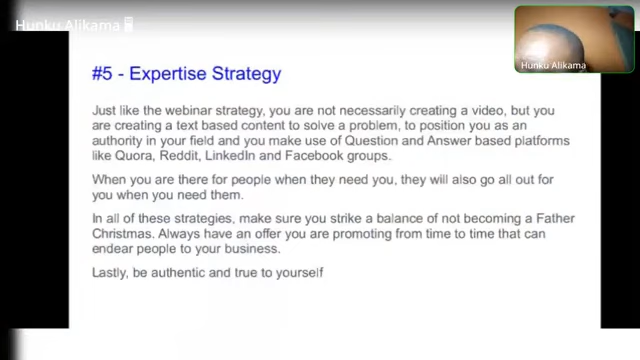 Hunku Alikama
Hunku Alikama
#5 - Expertise Strategy
Just like the webinar strategy, you are not necessarily creating a video, but you
are creating a text based content to solve a problem, to position you as an
authority in your field and you make use of Question and Answer based platforms
like Quora, Reddit, LinkedIn and Facebook groups.
When you are there for people when they need you, they will also go all out for
you when you need them.
In all of these strategies, make sure you strike a balance of not becoming a Father
Christmas. Always have an offer you are promoting from time to time that can
endear people to your business.
Lastly, be authentic and true to yourself